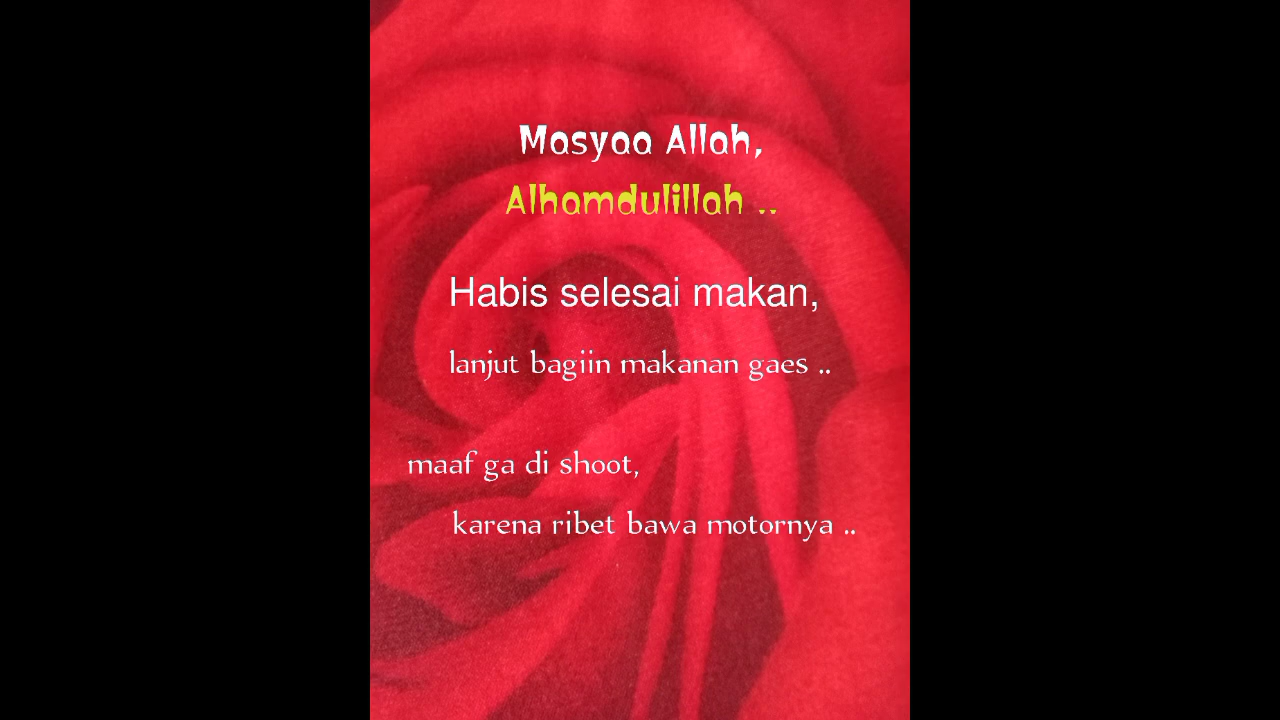 Masyaa Allah,
Alhamdulillah ..
Habis selesai makan,
lanjut bagiin makanan gaes ..
maaf ga di shoot,
karena ribet bawa motornya ..